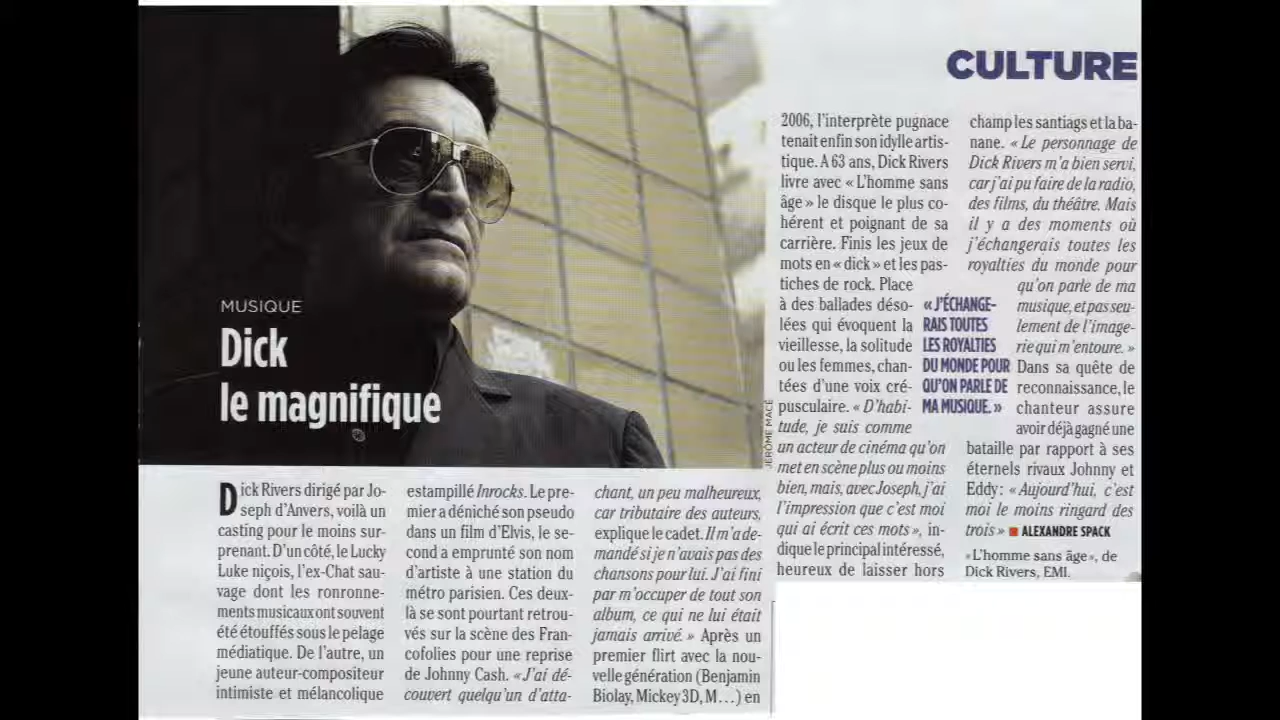 CULTURE
MUSIQUE
Dick
le magnifique
JÉRÔME MACÉ
Dick Rivers dirigé par Jo-
seph d'Anvers, voilà un
casting pour le moins sur-
prenant. D'un côté, le Lucky
Luke niçois, l'ex-Chat sau-
vage dont les ronronne-
ments musicaux ont souvent
été étouffés sous le pelage
médiatique. De l'autre, un
jeune auteur-compositeur
intimiste et mélancolique
estampillé Inrocks. Le pre-
mier a déniché son pseudo
dans un film d'Elvis, le se-
cond a emprunté son nom
d'artiste à une station du
métro parisien. Ces deux-
là se sont pourtant retrou-
vés sur la scène des Fran-
cofolies pour une reprise
de Johnny Cash. «J'ai dé-
couvert quelqu'un d'atta-
chant, un peu malheureux,
car tributaire des auteurs,
explique le cadet. Il m'a de-
mandé si je n'avais pas des
chansons pour lui. J'ai fini
par m'occuper de tout son
album, ce qui ne lui était
jamais arrivé.» Après un
premier flirt avec la nou-
velle génération (Benjamin
Biolay, Mickey 3D, M…) en
2006, l'interprète pugnace
tenait enfin son idylle artis-
tique. A 63 ans, Dick Rivers
livre avec «L'homme sans
âge» le disque le plus co-
hérent et poignant de sa
carrière. Finis les jeux de
mots en «dick» et les pas-
tiches de rock. Place
à des ballades déso-
lées qui évoquent la
vieillesse, la solitude
ou les femmes, chan-
tées d'une voix cré-
pusculaire. «D'habi-
tude, je suis comme
un acteur de cinéma qu'on
met en scène plus ou moins
bien, mais, avec Joseph, j'ai
l'impression que c'est moi
qui ai écrit ces mots», in-
dique le principal intéressé,
heureux de laisser hors
«J'ÉCHANGE-
RAIS TOUTES
LES ROYALTIES
DU MONDE POUR
QU'ON PARLE DE
MA MUSIQUE.»
champ les santiags et la ba-
nane. «Le personnage de
Dick Rivers m'a bien servi,
car j'ai pu faire de la radio,
des films, du théâtre. Mais
il y a des moments où
j'échangerais toutes les
royalties du monde pour
qu'on parle de ma
musique, et pas seu-
lement de l'image-
rie qui m'entoure.»
Dans sa quête de
reconnaissance, le
chanteur assure
avoir déjà gagné une
bataille par rapport à ses
éternels rivaux Johnny et
Eddy: «Aujourd'hui, c'est
moi le moins ringard des
trois» ■ ALEXANDRE SPACK
«L'homme sans âge», de
Dick Rivers, EMI.